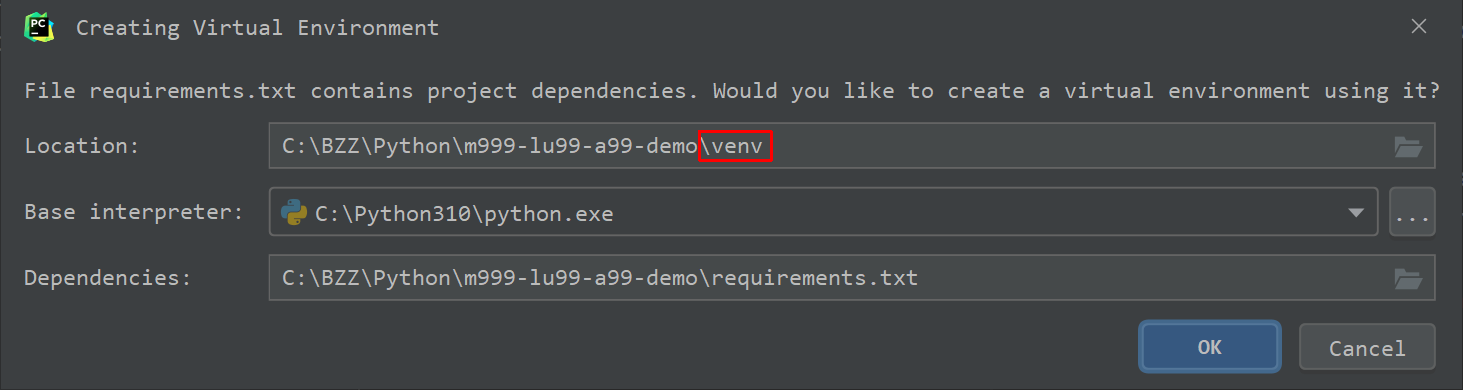 PC Creating Virtual Environment
File requirements.txt contains project dependencies. Would you like to create a virtual environment using it?
Location: C:\BZZ\Python\m999-lu99-a99-demo\venv
Base interpreter: C:\Python310\python.exe ...
Dependencies: C:\BZZ\Python\m999-lu99-a99-demo\requirements.txt
OK Cancel